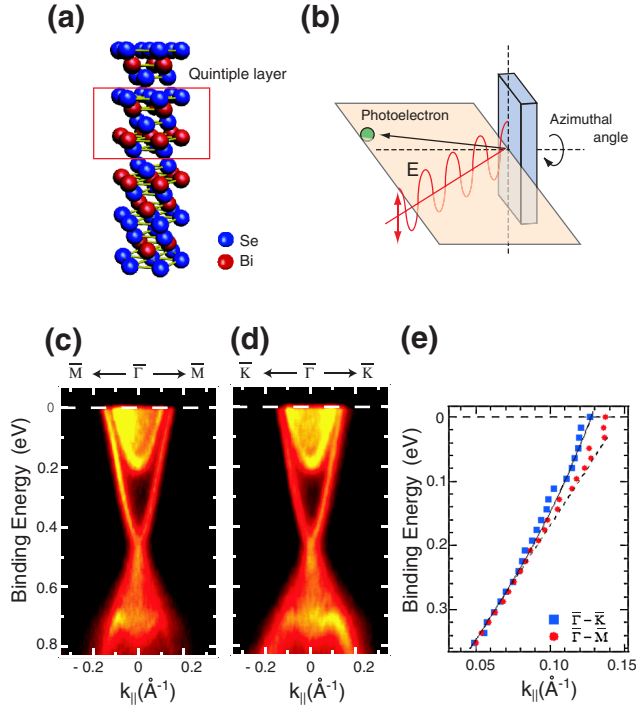 (a)
Quintiple layer
Se
Bi
(b)
Photoelectron
Azimuthal
angle
E
(c)
M̅ Γ̅ M̅
0
0.2
0.4
0.6
0.8
Binding Energy (eV)
- 0.2 0 0.2
k||(Å-1)
(d)
K̅ Γ̅ K̅
- 0.2 0 0.2
(e)
0
0.1
0.2
0.3
Binding Energy (eV)
Γ̅ – K̅
Γ̅ – M̅
0.05 0.10 0.15
k||(Å-1)